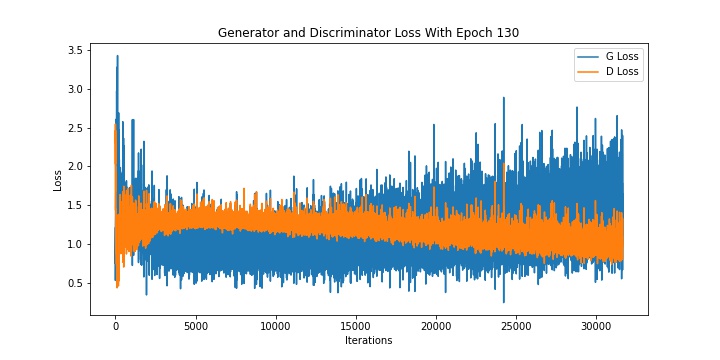 Generator and Discriminator Loss With Epoch 130
3.5
3.0
2.5
2.0
1.5
1.0
0.5
Loss
G Loss
D Loss
0
5000
10000
15000
20000
25000
30000
Iterations